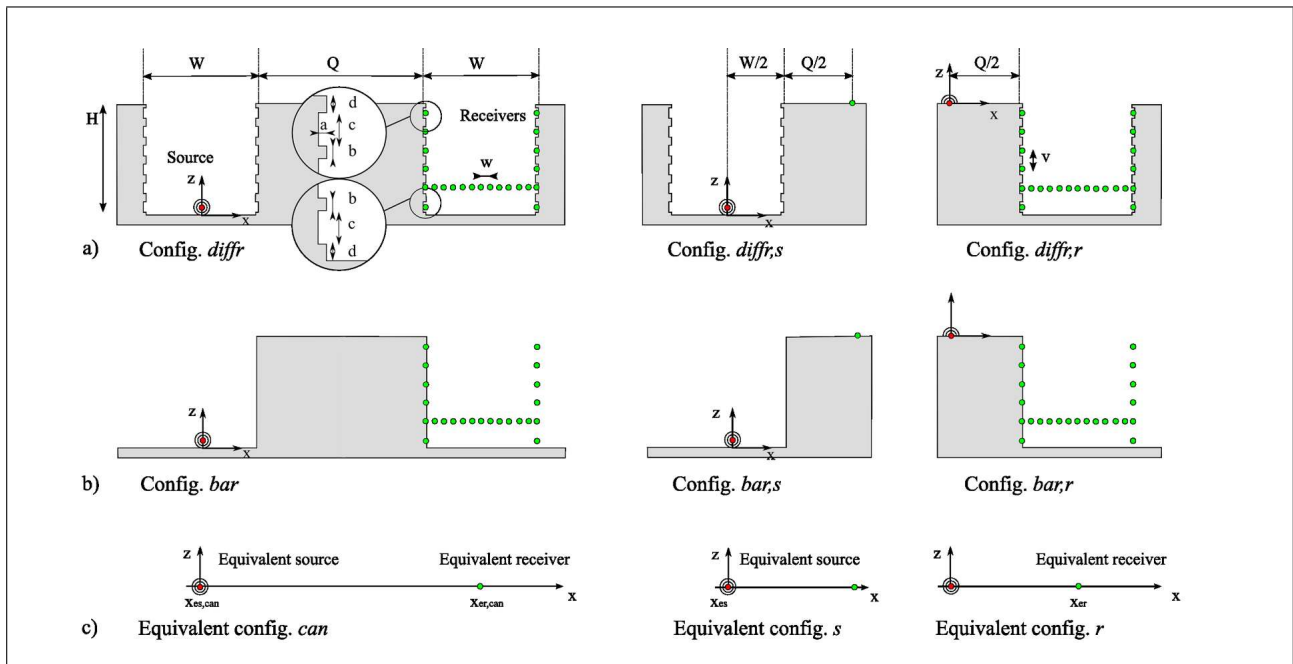 W Q W W/2 Q/2 Q/2
z
x
d
a c
b
H
Receivers
w
Source
z
x
b
c
d
z
x
v
a) Config. diffr Config. diffr,s Config. diffr,r
z
x
z
x
b) Config. bar Config. bar,s Config. bar,r
z Equivalent source Equivalent receiver z Equivalent source z Equivalent receiver
x x x
xes,can xer,can xes xer
c) Equivalent config. can Equivalent config. s Equivalent config. r